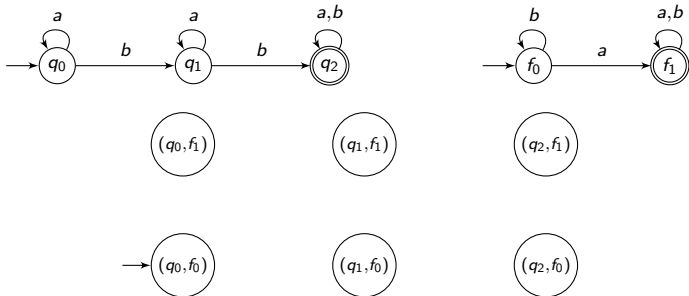 a a a,b b a,b
b b a
q0 q1 q2 f0 f1
(q0,f1) (q1,f1) (q2,f1)
(q0,f0) (q1,f0) (q2,f0)